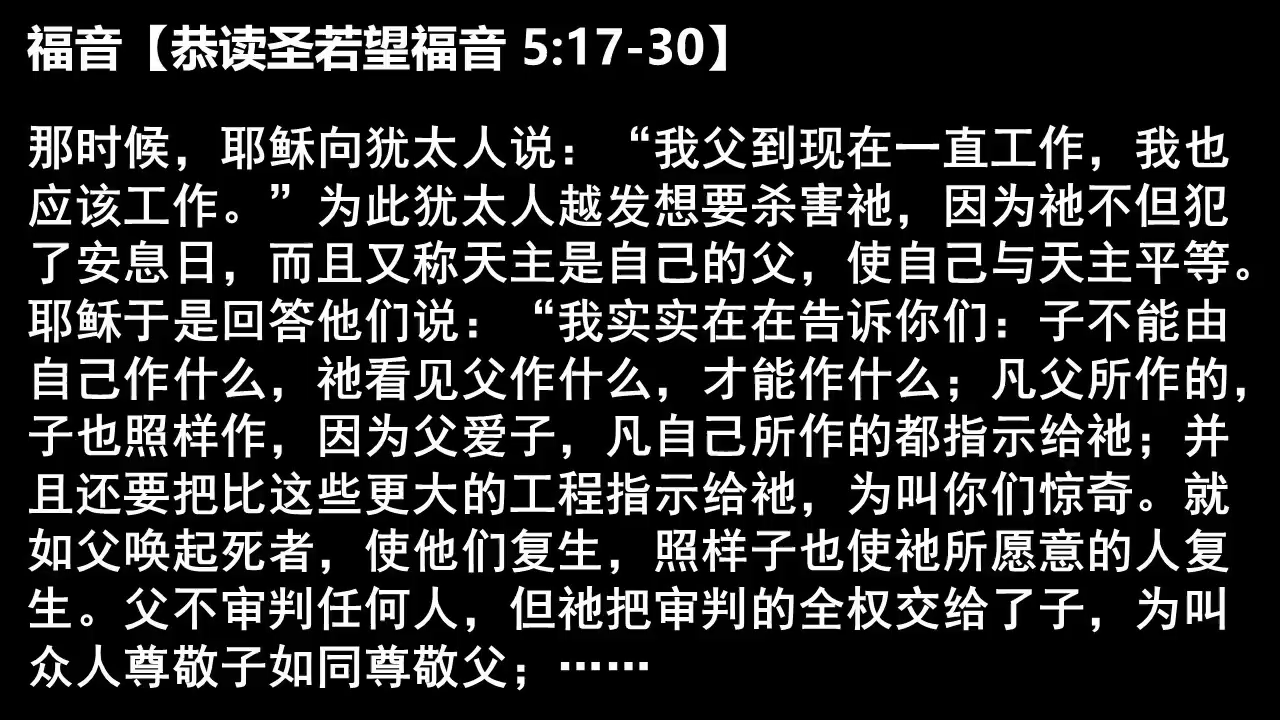 福音【恭读圣若望福音 5:17-30】
那时候，耶稣向犹太人说：“我父到现在一直工作，我也
应该工作。”为此犹太人越发想要杀害祂，因为祂不但犯
了安息日，而且又称天主是自己的父，使自己与天主平等。
耶稣于是回答他们说：“我实实在在告诉你们：子不能由
自己作什么，祂看见父作什么，才能作什么；凡父所作的，
子也照样作，因为父爱子，凡自己所作的都指示给祂；并
且还要把比这些更大的工程指示给祂，为叫你们惊奇。就
如父唤起死者，使他们复生，照样子也使祂所愿意的人复
生。父不审判任何人，但祂把审判的全权交给了子，为叫
众人尊敬子如同尊敬父；……